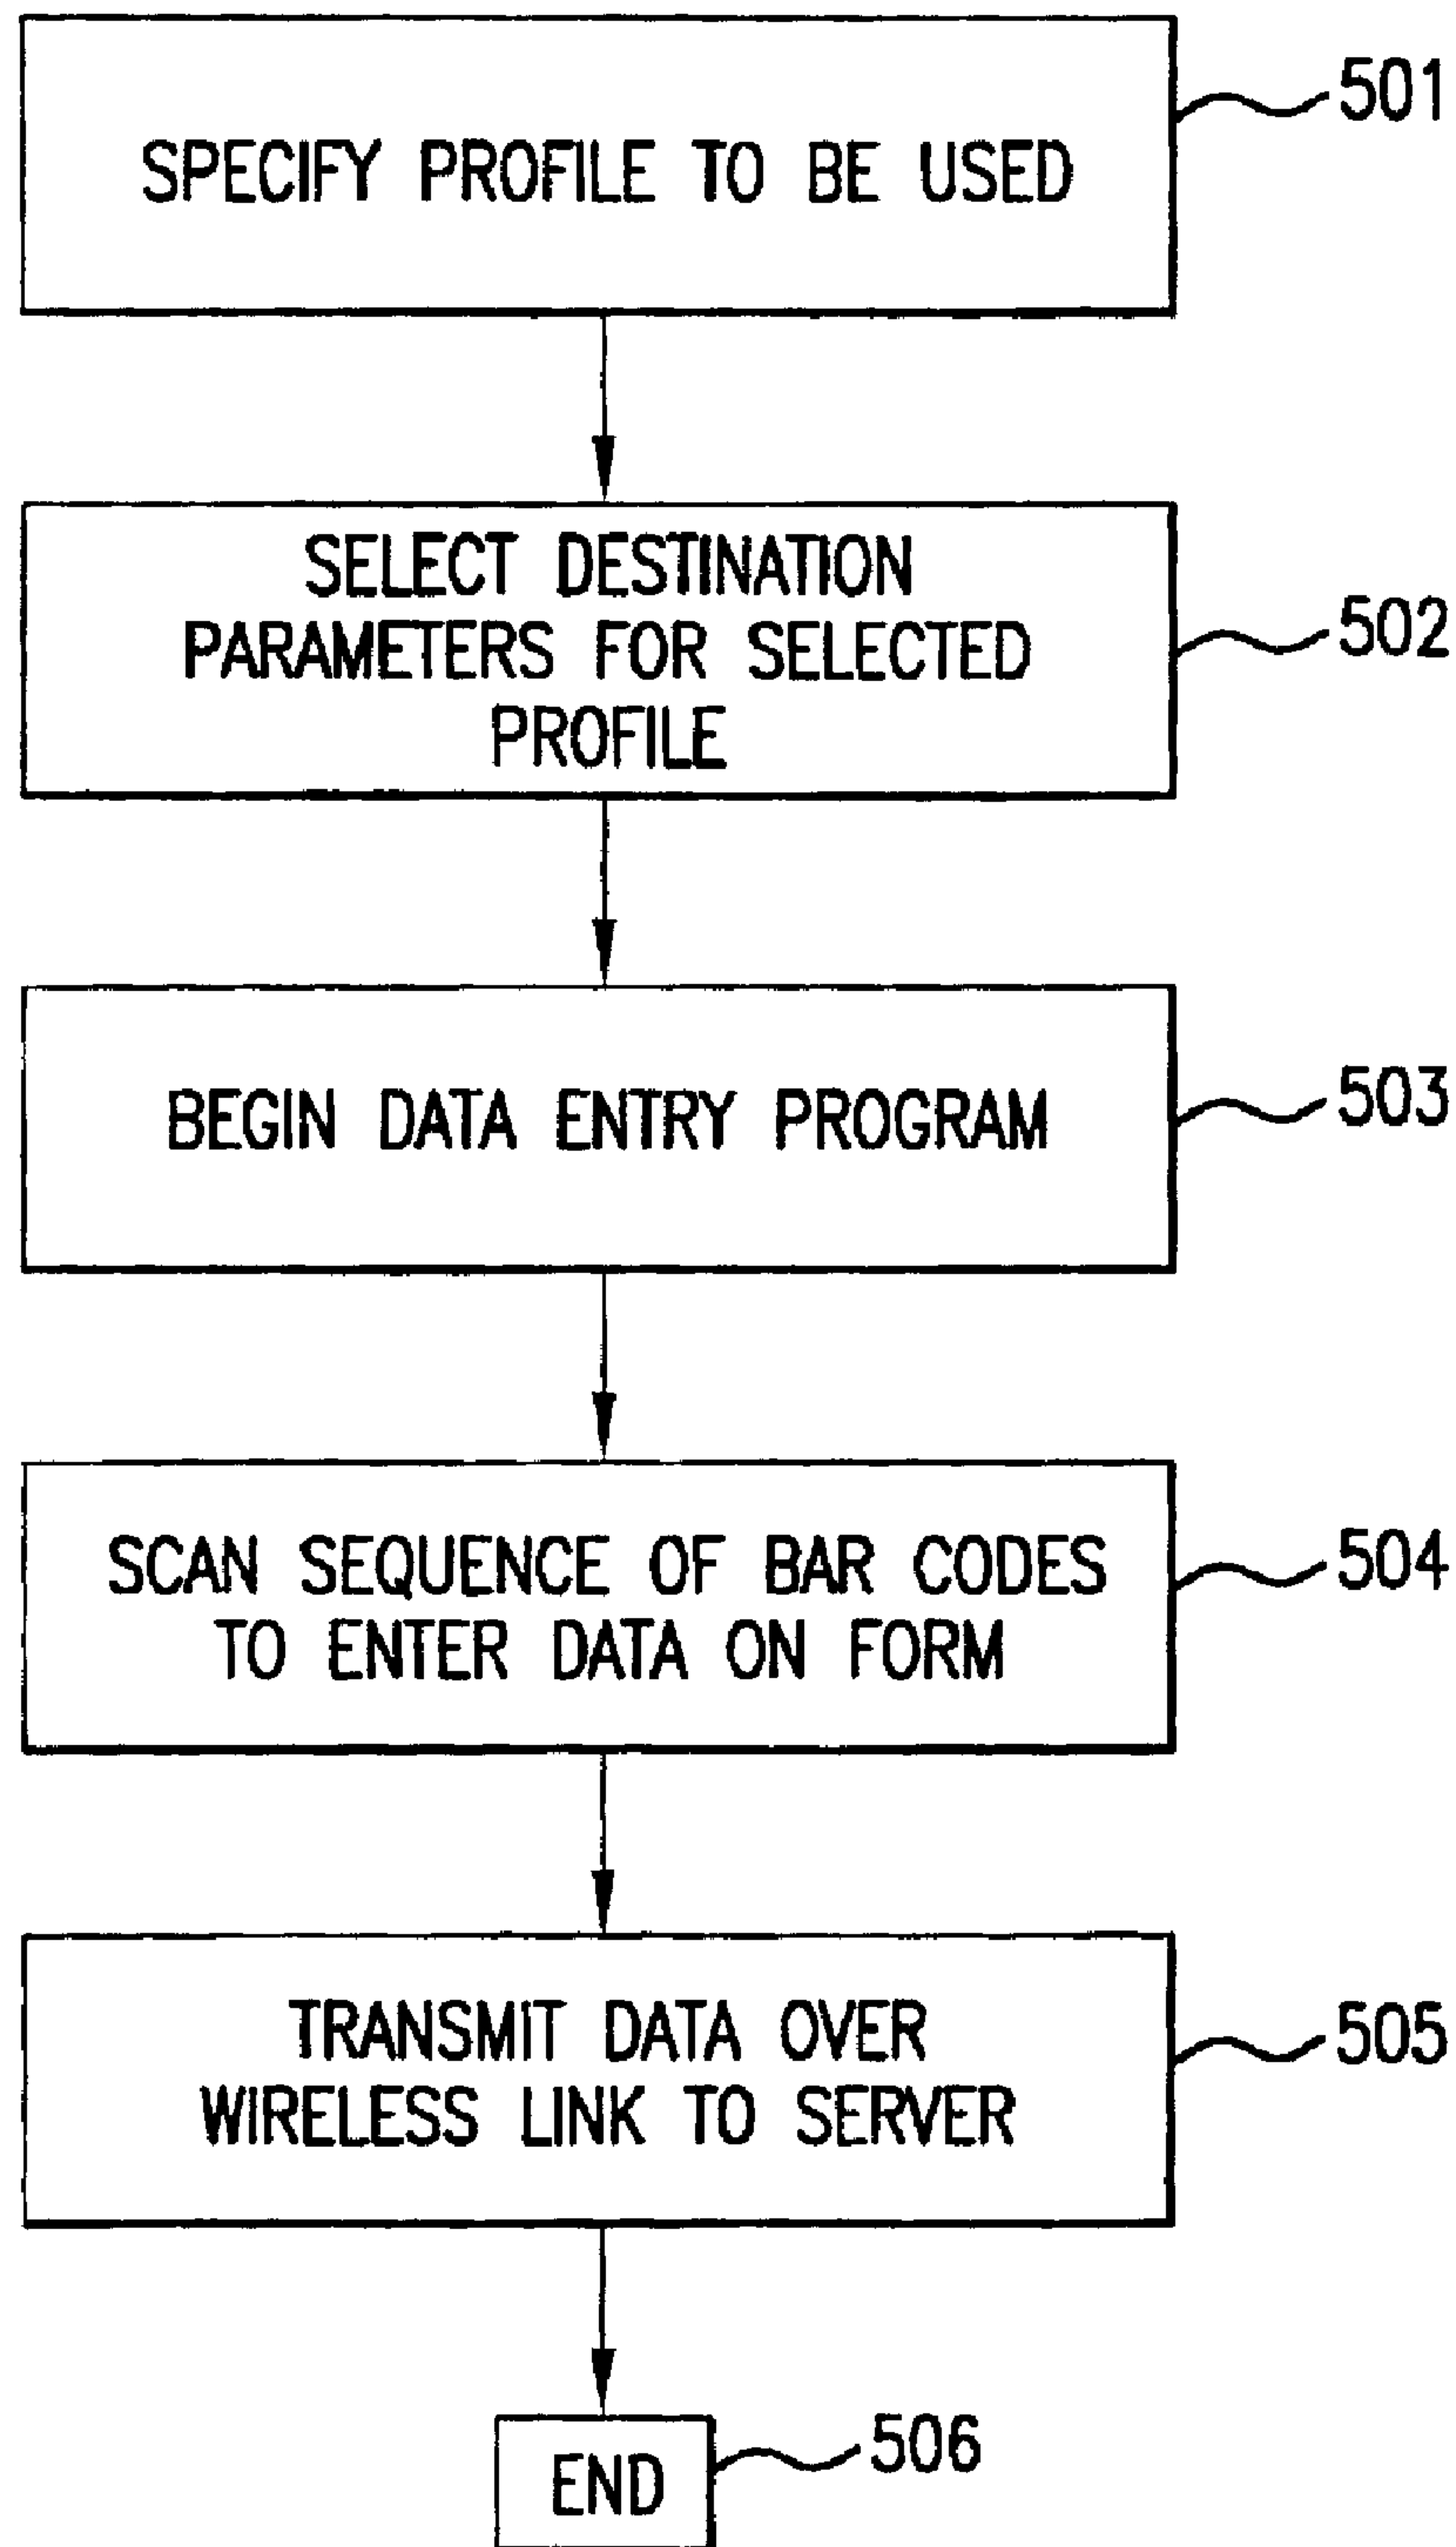 SPECIFY PROFILE TO BE USED
501
SELECT DESTINATION
PARAMETERS FOR SELECTED
PROFILE
502
BEGIN DATA ENTRY PROGRAM
503
SCAN SEQUENCE OF BAR CODES
TO ENTER DATA ON FORM
504
TRANSMIT DATA OVER
WIRELESS LINK TO SERVER
505
END
506